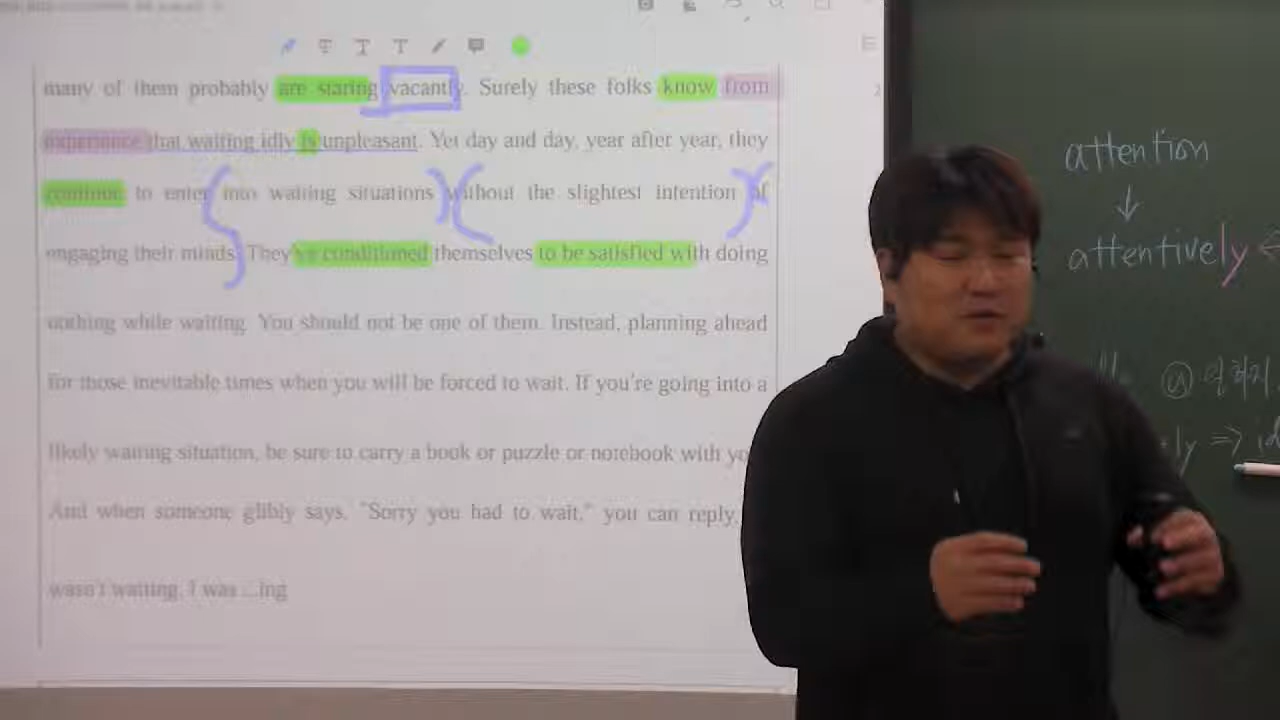 many of them probably are staring vacantly. Surely these folks know from
experience that waiting idly is unpleasant. Yet day and day, year after year, they
continue to enter into waiting situations without the slightest intention of
engaging their minds. They've conditioned themselves to be satisfied with doing
nothing while waiting. You should not be one of them. Instead, planning ahead
for those inevitable times when you will be forced to wait. If you're going into a
likely waiting situation, be sure to carry a book or puzzle or notebook with
And when someone glibly says, "Sorry you had to wait," you can reply,
wasn't waiting, I was ...ing
attention
↓
attentively
ly ⇒ id